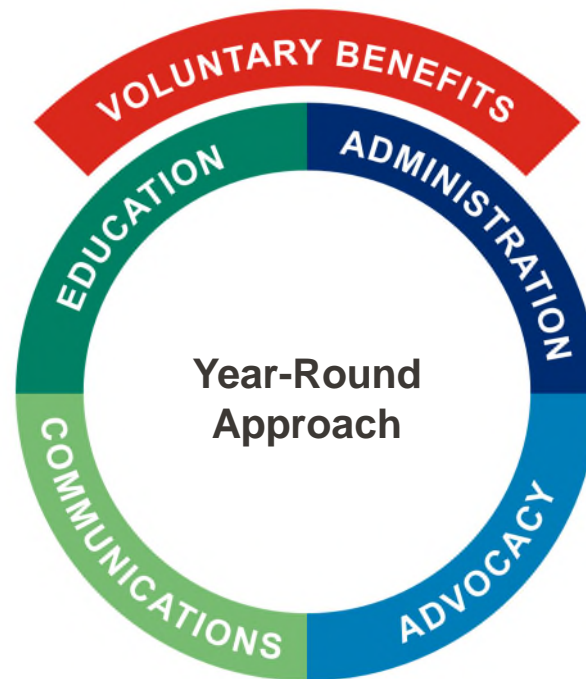 VOLUNTARY BENEFITS
EDUCATION
ADMINISTRATION
Year-Round
Approach
COMMUNICATIONS
ADVOCACY